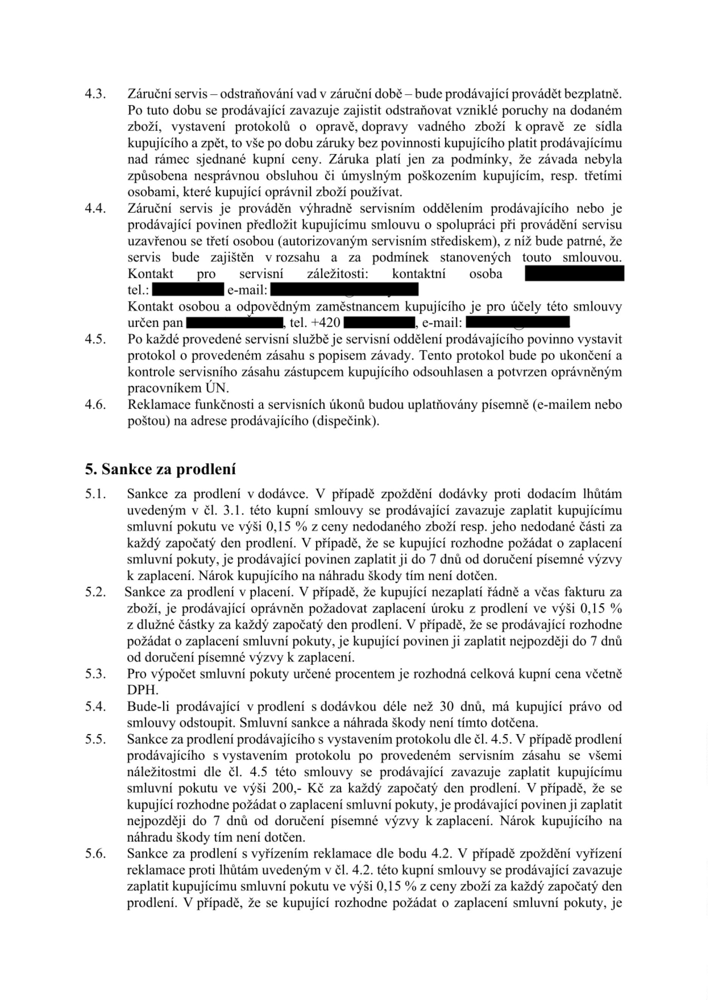 4.3. Záruční servis – odstraňování vad v záruční době – bude prodávající provádět bezplatně.
Po tuto dobu se prodávající zavazuje zajistit odstraňovat vzniklé poruchy na dodaném
zboží, vystavení protokolů o opravě, dopravy vadného zboží k opravě ze sídla
kupujícího a zpět, to vše po dobu záruky bez povinnosti kupujícího platit prodávajícímu
nad rámec sjednané kupní ceny. Záruka platí jen za podmínky, že závada nebyla
způsobena nesprávnou obsluhou či úmyslným poškozením kupujícím, resp. třetími
osobami, které kupující oprávnil zboží používat.
4.4. Záruční servis je prováděn výhradně servisním oddělením prodávajícího nebo je
prodávající povinen předložit kupujícímu smlouvu o spolupráci při provádění servisu
uzavřenou se třetí osobou (autorizovaným servisním střediskem), z níž bude patrné, že
servis bude zajištěn v rozsahu a za podmínek stanovených touto smlouvou.
Kontakt pro servisní záležitosti: kontaktní osoba
tel.: e-mail:
Kontakt osobou a odpovědným zaměstnancem kupujícího je pro účely této smlouvy
určen pan , tel. +420 , e-mail:
4.5. Po každé provedené servisní službě je servisní oddělení prodávajícího povinno vystavit
protokol o provedeném zásahu s popisem závady. Tento protokol bude po ukončení a
kontrole servisního zásahu zástupcem kupujícího odsouhlasen a potvrzen oprávněným
pracovníkem ÚN.
4.6. Reklamace funkčnosti a servisních úkonů budou uplatňovány písemně (e-mailem nebo
poštou) na adrese prodávajícího (dispečink).
5. Sankce za prodlení
5.1. Sankce za prodlení v dodávce. V případě zpoždění dodávky proti dodacím lhůtám
uvedeným v čl. 3.1. této kupní smlouvy se prodávající zavazuje zaplatit kupujícímu
smluvní pokutu ve výši 0,15 % z ceny nedodaného zboží resp. jeho nedodané části za
každý započatý den prodlení. V případě, že se kupující rozhodne požádat o zaplacení
smluvní pokuty, je prodávající povinen zaplatit ji do 7 dnů od doručení písemné výzvy
k zaplacení. Nárok kupujícího na náhradu škody tím není dotčen.
5.2. Sankce za prodlení v placení. V případě, že kupující nezaplatí řádně a včas fakturu za
zboží, je prodávající oprávněn požadovat zaplacení úroku z prodlení ve výši 0,15 %
z dlužné částky za každý započatý den prodlení. V případě, že se prodávající rozhodne
požádat o zaplacení smluvní pokuty, je kupující povinen ji zaplatit nejpozději do 7 dnů
od doručení písemné výzvy k zaplacení.
5.3. Pro výpočet smluvní pokuty určené procentem je rozhodná celková kupní cena včetně
DPH.
5.4. Bude-li prodávající v prodlení s dodávkou déle než 30 dnů, má kupující právo od
smlouvy odstoupit. Smluvní sankce a náhrada škody není tímto dotčena.
5.5. Sankce za prodlení prodávajícího s vystavením protokolu dle čl. 4.5. V případě prodlení
prodávajícího s vystavením protokolu po provedeném servisním zásahu se všemi
náležitostmi dle čl. 4.5 této smlouvy se prodávající zavazuje zaplatit kupujícímu
smluvní pokutu ve výši 200,- Kč za každý započatý den prodlení. V případě, že se
kupující rozhodne požádat o zaplacení smluvní pokuty, je prodávající povinen ji zaplatit
nejpozději do 7 dnů od doručení písemné výzvy k zaplacení. Nárok kupujícího na
náhradu škody tím není dotčen.
5.6. Sankce za prodlení s vyřízením reklamace dle bodu 4.2. V případě zpoždění vyřízení
reklamace proti lhůtám uvedeným v čl. 4.2. této kupní smlouvy se prodávající zavazuje
zaplatit kupujícímu smluvní pokutu ve výši 0,15 % z ceny zboží za každý započatý den
prodlení. V případě, že se kupující rozhodne požádat o zaplacení smluvní pokuty, je